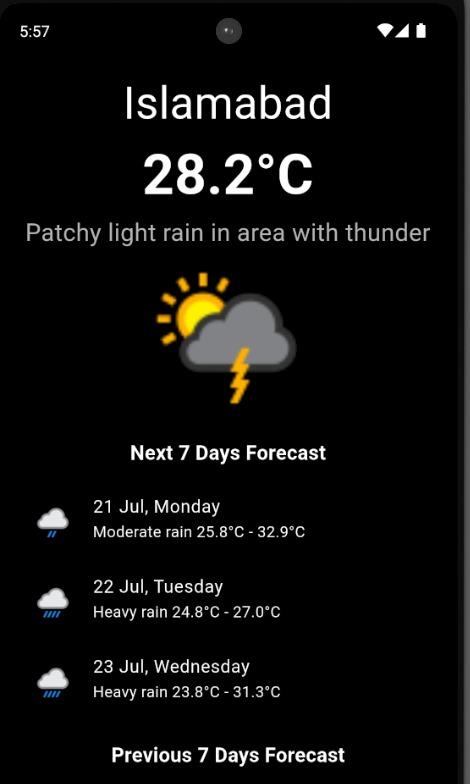 5:57
Islamabad
28.2°C
Patchy light rain in area with thunder
Next 7 Days Forecast
21 Jul, Monday
Moderate rain 25.8°C - 32.9°C
22 Jul, Tuesday
Heavy rain 24.8°C - 27.0°C
23 Jul, Wednesday
Heavy rain 23.8°C - 31.3°C
Previous 7 Days Forecast